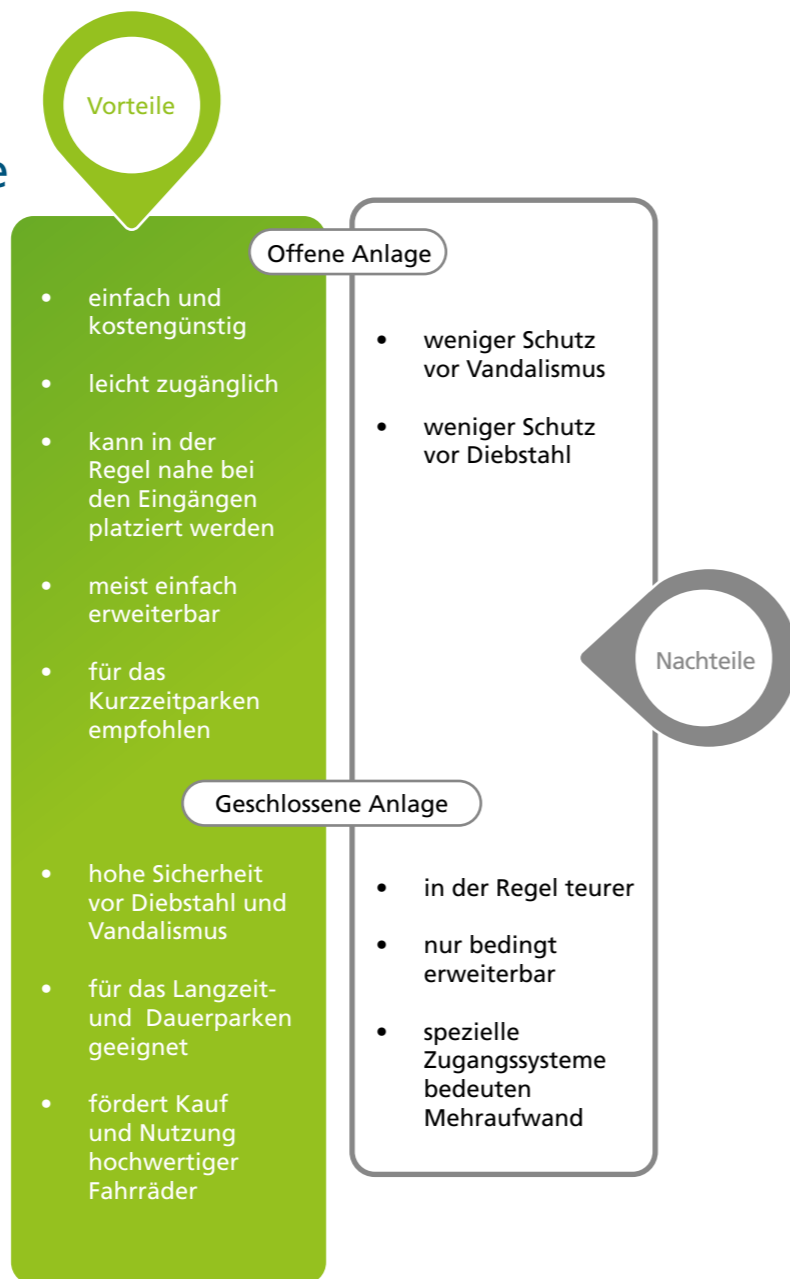 Vorteile
e
Offene Anlage
• einfach und
kostengünstig
• leicht zugänglich
• kann in der
Regel nahe bei
den Eingängen
platziert werden
• meist einfach
erweiterbar
• für das
Kurzzeitparken
empfohlen
• weniger Schutz
vor Vandalismus
• weniger Schutz
vor Diebstahl
Nachteile
Geschlossene Anlage
• hohe Sicherheit
vor Diebstahl und
Vandalismus
• für das Langzeit-
und Dauerparken
geeignet
• fördert Kauf
und Nutzung
hochwertiger
Fahrräder
• in der Regel teurer
• nur bedingt
erweiterbar
• spezielle
Zugangssysteme
bedeuten
Mehraufwand